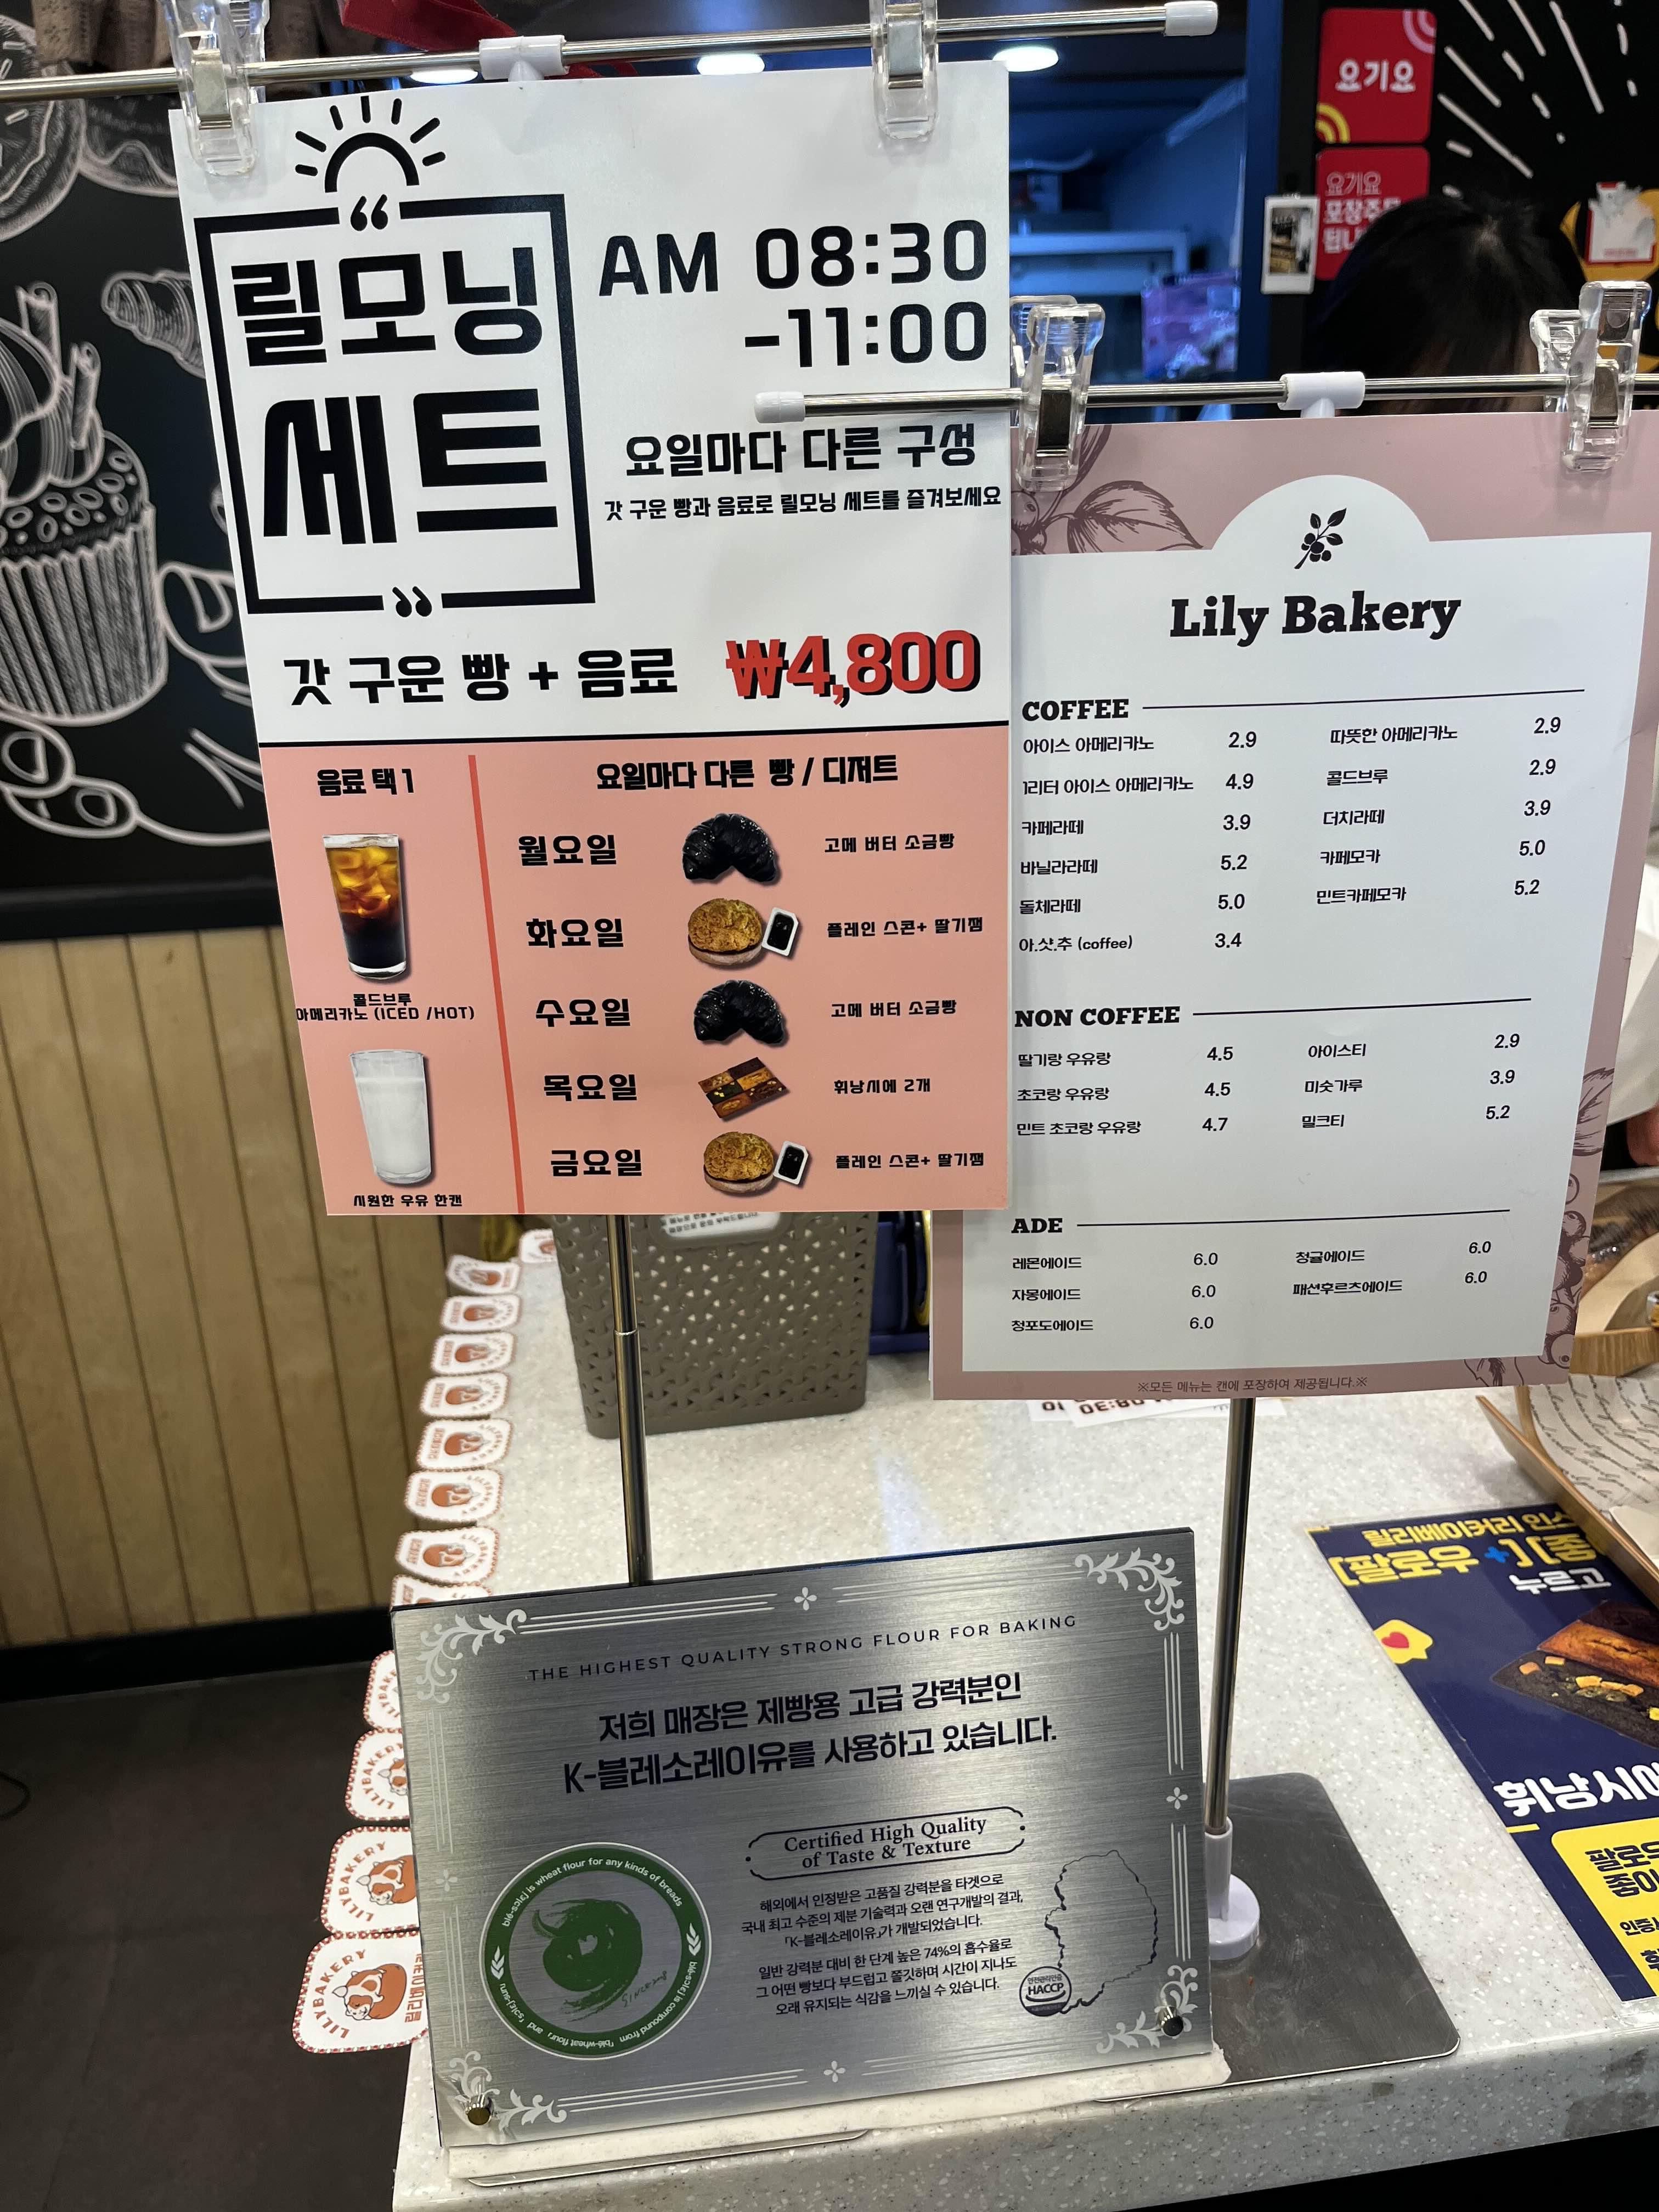 요기요
요기요
포장주문
릴모닝
세트
AM 08:30
-11:00
요일마다 다른 구성
갓 구운 빵과 음료로 릴모닝 세트를 즐겨보세요
갓 구운 빵 + 음료 ₩4,800
음료 택1
콜드브루
아메리카노 (ICED /HOT)
시원한 우유 한캔
요일마다 다른 빵 / 디저트
월요일 고메 버터 소금빵
화요일 플레인 스콘+ 딸기잼
수요일 고메 버터 소금빵
목요일 휘낭시에 2개
금요일 플레인 스콘+ 딸기잼
Lily Bakery
COFFEE
아이스 아메리카노 2.9 따뜻한 아메리카노 2.9
1리터 아이스 아메리카노 4.9 콜드브루 2.9
카페라떼 3.9 더치라떼 3.9
바닐라라떼 5.2 카페모카 5.0
돌체라떼 5.0 민트카페모카 5.2
아.샷.추 (coffee) 3.4
NON COFFEE
딸기랑 우유랑 4.5 아이스티 2.9
초코랑 우유랑 4.5 미숫가루 3.9
민트 초코랑 우유랑 4.7 밀크티 5.2
ADE
레몬에이드 6.0 청귤에이드 6.0
자몽에이드 6.0 패션후르츠에이드 6.0
청포도에이드 6.0
※모든 메뉴는 캔에 포장하여 제공됩니다.※
THE HIGHEST QUALITY STRONG FLOUR FOR BAKING
저희 매장은 제빵용 고급 강력분인
K-블레소레이유를 사용하고 있습니다.
Certified High Quality
of Taste & Texture
해외에서 인정받은 고품질 강력분을 타겟으로
국내 최고 수준의 제분 기술력과 오랜 연구개발의 결과,
「K-블레소레이유」가 개발되었습니다.
일반 강력분 대비 한 단계 높은 74%의 흡수율로
그 어떤 빵보다 부드럽고 쫄깃하며 시간이 지나도
오래 유지되는 식감을 느끼실 수 있습니다.
안전관리인증
HACCP
is wheat flour for any kinds of breads
is compound from
LILYBAKERY
LILYBAKERY
LILYBAKERY
릴리베이커리
[팔로우 +]
누르고
휘낭시에